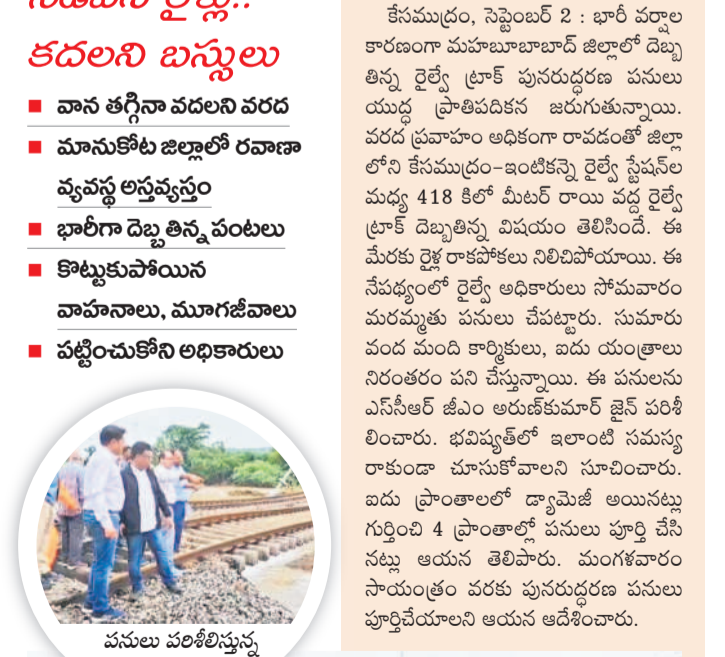 నడవని రైళ్లు..
కదలని బస్సులు
వాన తగ్గినా వదలని వరద
మానుకోట జిల్లాలో రవాణా
వ్యవస్థ అస్తవ్యస్తం
భారీగా దెబ్బతిన్న పంటలు
కొట్టుకుపోయిన
వాహనాలు, మూగజీవాలు
పట్టించుకోని అధికారులు
పనులు పరిశీలిస్తున్న
కేసముద్రం, సెప్టెంబర్ 2 : భారీ వర్షాల
కారణంగా మహబూబాబాద్ జిల్లాలో దెబ్బ
తిన్న రైల్వే ట్రాక్ పునరుద్ధరణ పనులు
యుద్ధ ప్రాతిపదికన జరుగుతున్నాయి.
వరద ప్రవాహం అధికంగా రావడంతో జిల్లా
లోని కేసముద్రం-ఇంటికన్నె రైల్వే స్టేషన్‌ల
మధ్య 418 కిలో మీటర్ రాయి వద్ద రైల్వే
ట్రాక్ దెబ్బతిన్న విషయం తెలిసిందే. ఈ
మేరకు రైళ్ల రాకపోకలు నిలిచిపోయాయి. ఈ
నేపథ్యంలో రైల్వే అధికారులు సోమవారం
మరమ్మతు పనులు చేపట్టారు. సుమారు
వంద మంది కార్మికులు, ఐదు యంత్రాలు
నిరంతరం పని చేస్తున్నాయి. ఈ పనులను
ఎస్‌సీఆర్ జీఎం అరుణ్‌కుమార్ జైన్ పరిశీ
లించారు. భవిష్యత్‌లో ఇలాంటి సమస్య
రాకుండా చూసుకోవాలని సూచించారు.
ఐదు ప్రాంతాలలో డ్యామేజీ అయినట్లు
గుర్తించి 4 ప్రాంతాల్లో పనులు పూర్తి చేసి
నట్లు ఆయన తెలిపారు. మంగళవారం
సాయంత్రం వరకు పునరుద్ధరణ పనులు
పూర్తిచేయాలని ఆయన ఆదేశించారు.